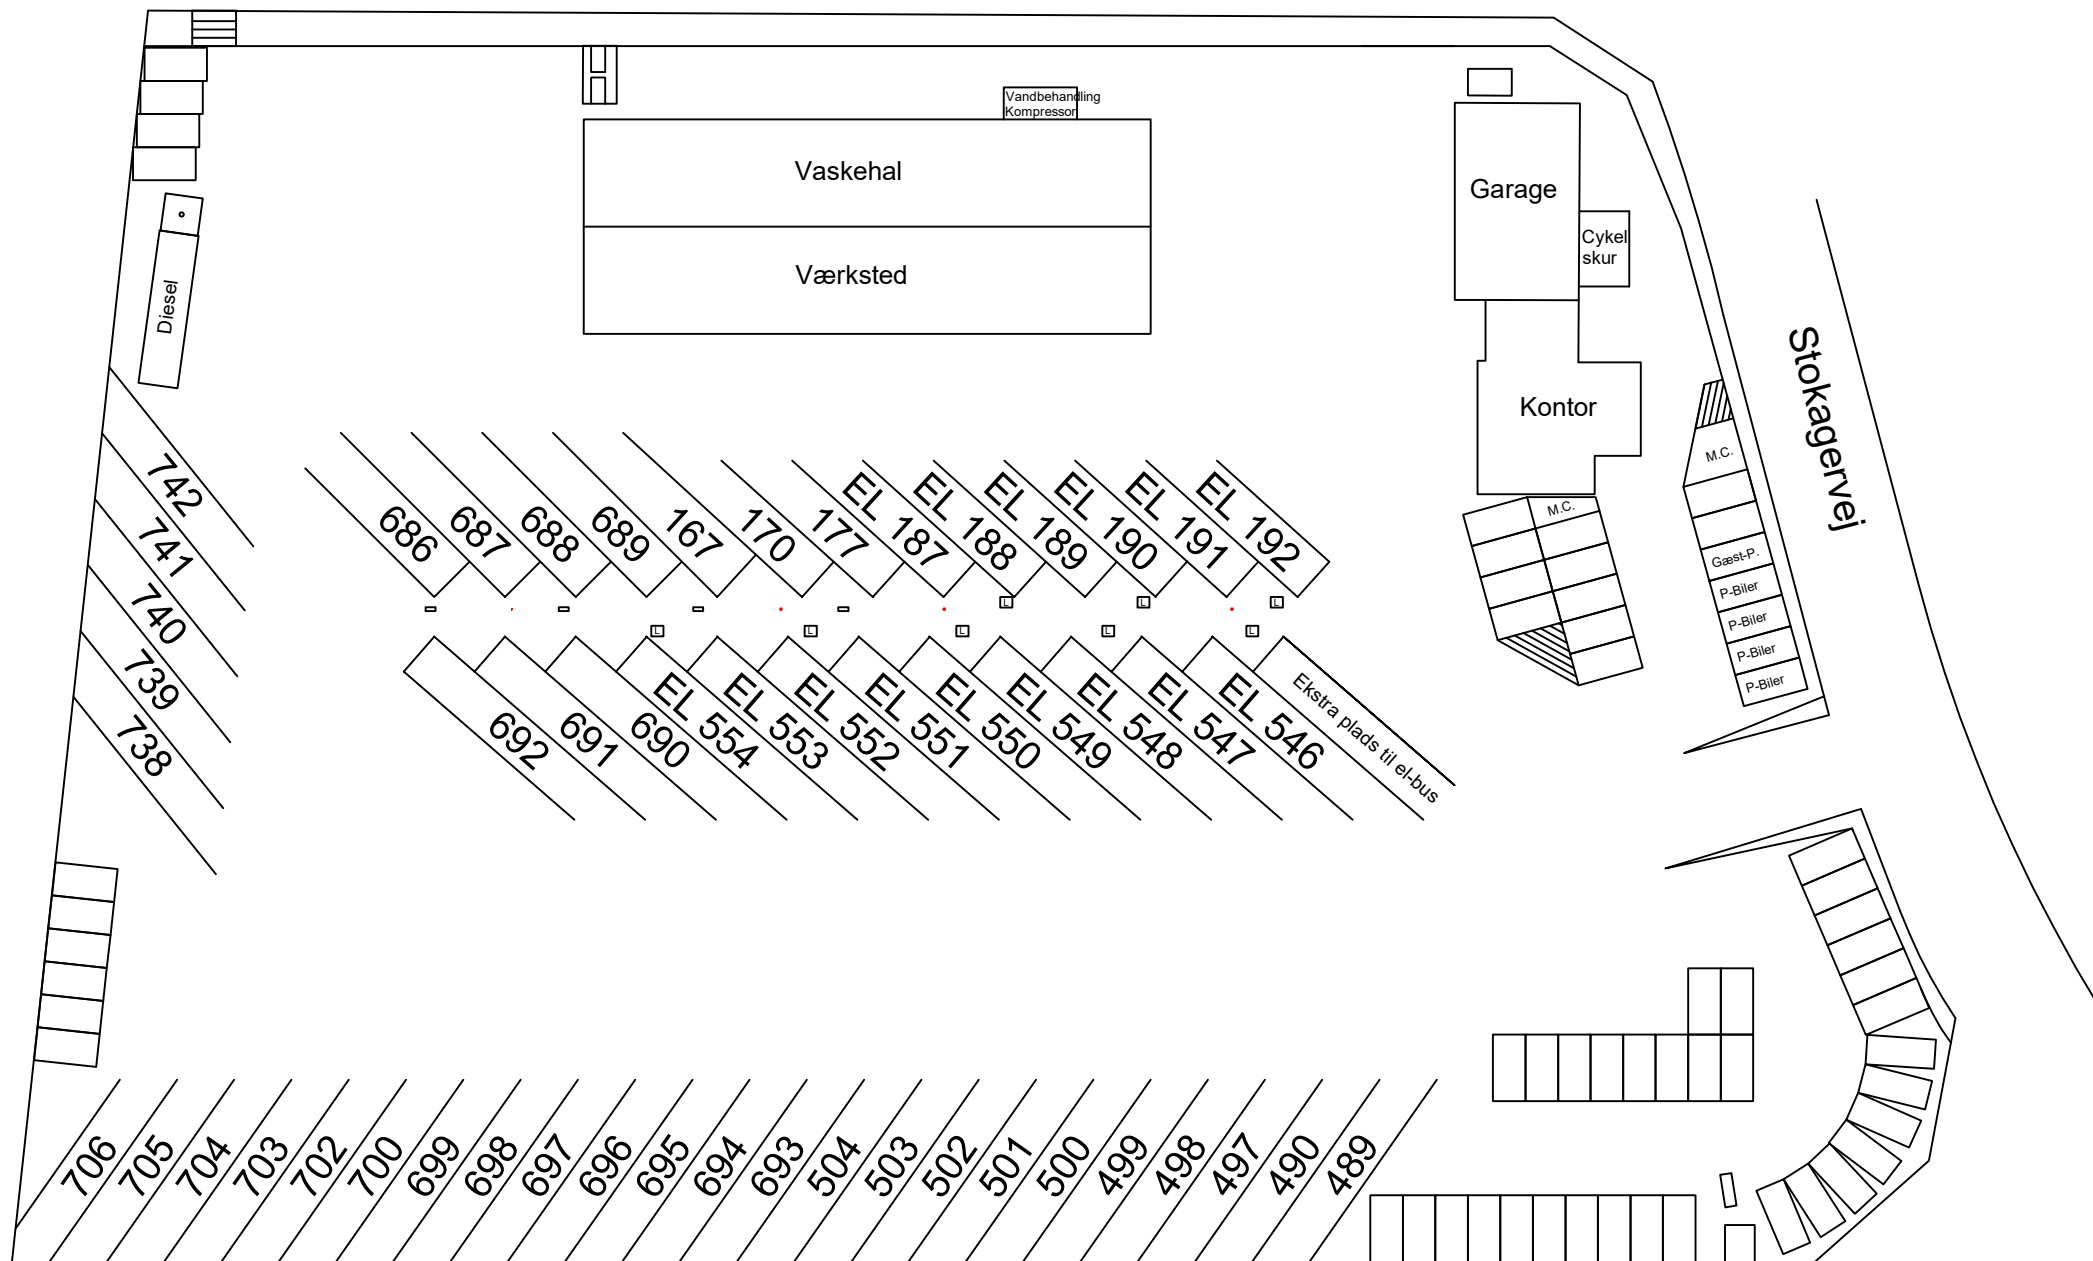 Vandbehandling
Kompressor
Vaskehal
Værksted
Garage
Cykel
skur
Kontor
Diesel
Stokagervej
M.C.
M.C.
Gæst-P.
P-Biler
P-Biler
P-Biler
P-Biler
742
741
740
739
738
686
687
688
689
167
170
177
EL 187
EL 188
EL 189
EL 190
EL 191
EL 192
L
L
L
L
L
L
L
L
692
691
690
EL 554
EL 553
EL 552
EL 551
EL 550
EL 549
EL 548
EL 547
EL 546
Ekstra plads til el-bus
706
705
704
703
702
700
699
698
697
696
695
694
693
504
503
502
501
500
499
498
497
490
489